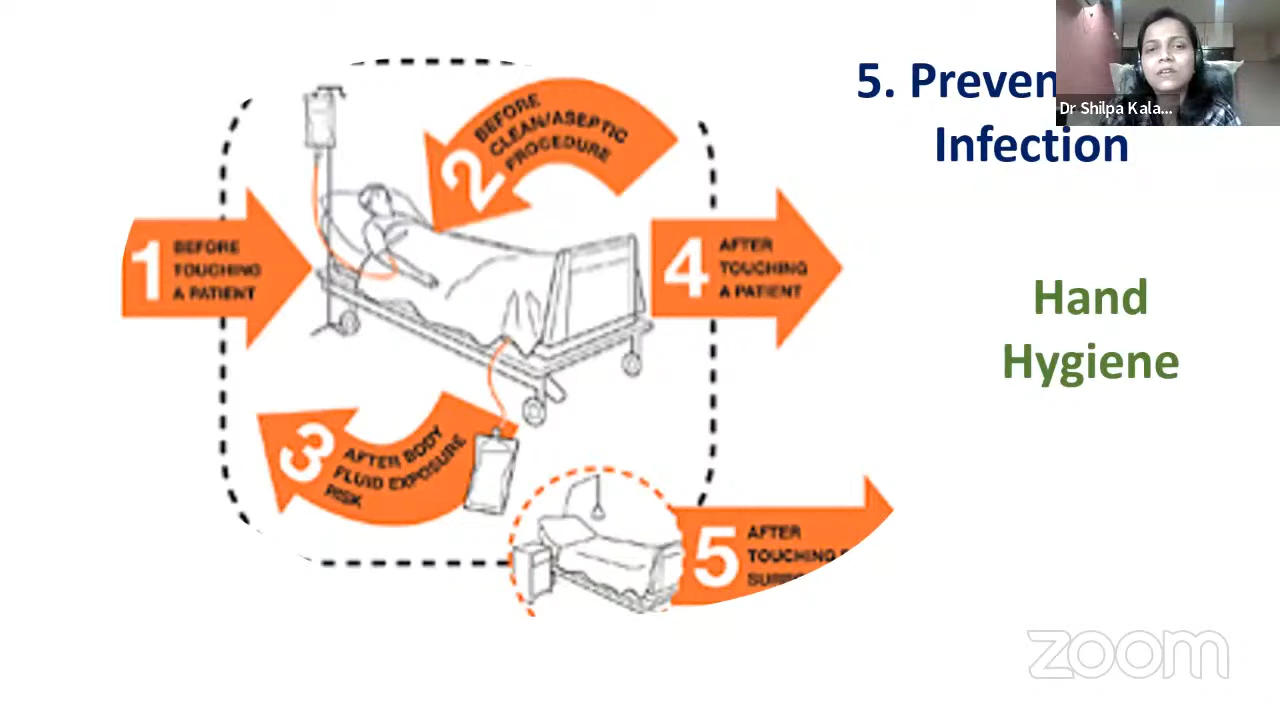 5. Preven
Infection
Dr Shilpa Kala...
Hand
Hygiene
1
BEFORE
TOUCHING
A PATIENT
2
BEFORE
CLEAN/ASEPTIC
PROCEDURE
3
AFTER BODY
FLUID EXPOSURE
RISK
4
AFTER
TOUCHING
A PATIENT
5
AFTER
TOUCHING
zoom